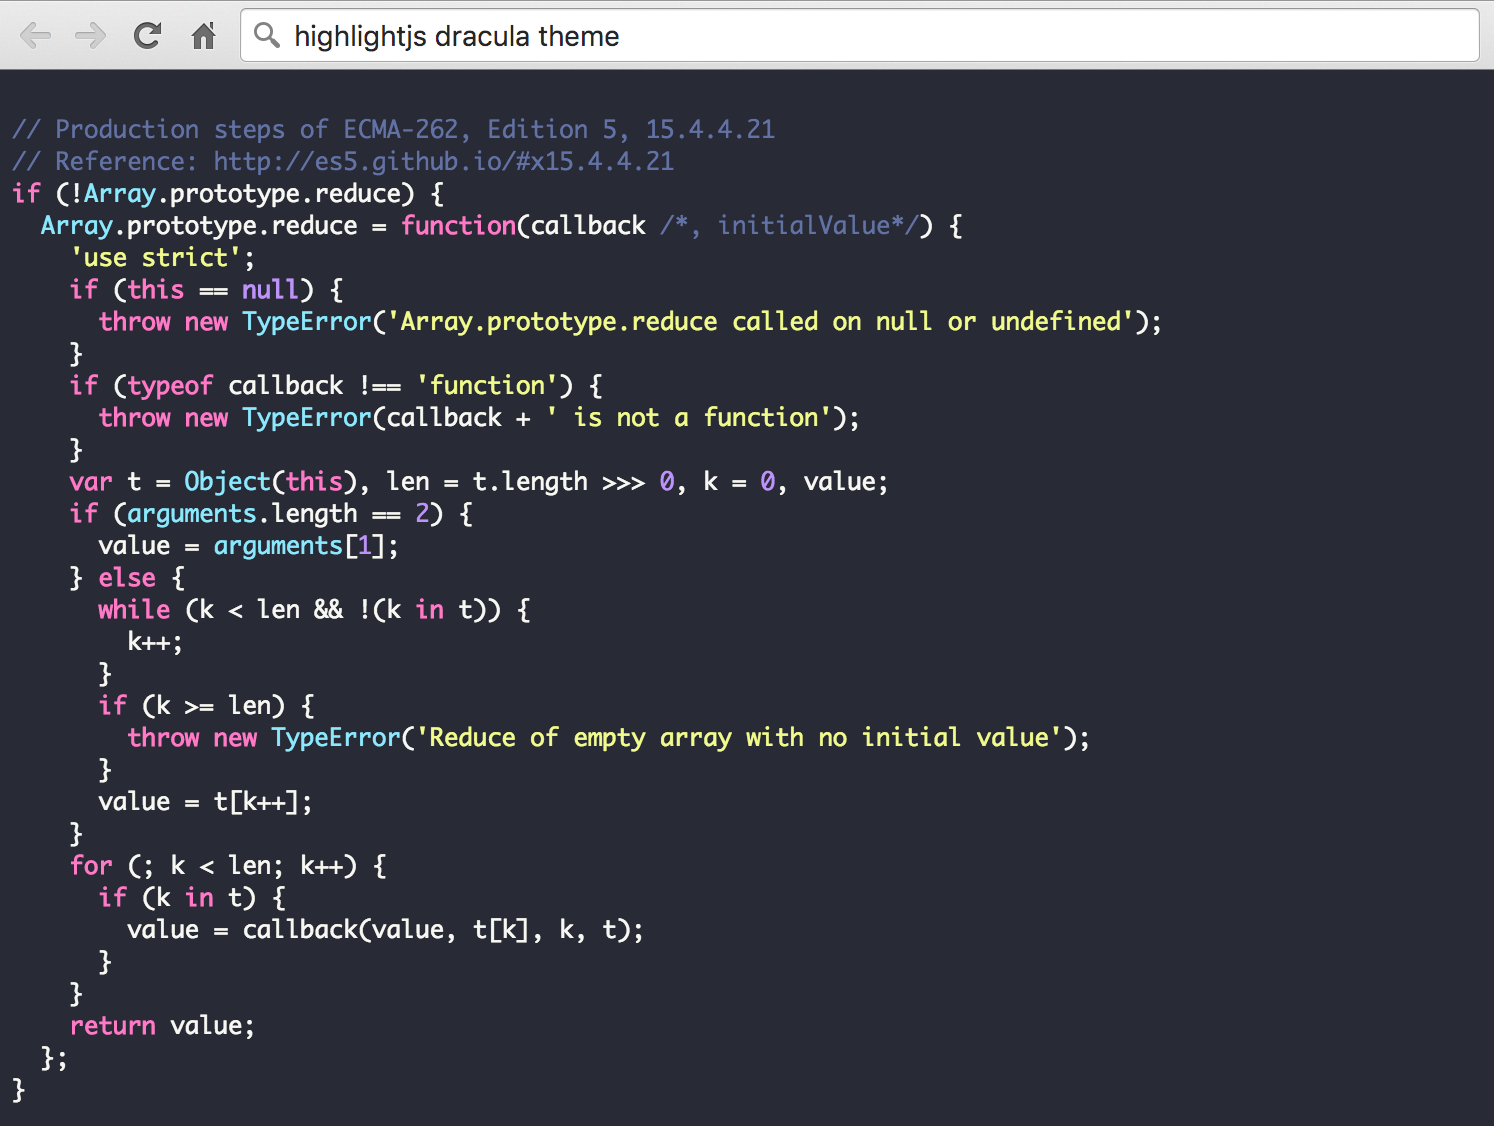 highlightjs dracula theme
// Production steps of ECMA-262, Edition 5, 15.4.4.21
// Reference: http://es5.github.io/#x15.4.4.21
if (!Array.prototype.reduce) {
  Array.prototype.reduce = function(callback /*, initialValue*/) {
    'use strict';
    if (this == null) {
      throw new TypeError('Array.prototype.reduce called on null or undefined');
    }
    if (typeof callback !== 'function') {
      throw new TypeError(callback + ' is not a function');
    }
    var t = Object(this), len = t.length >>> 0, k = 0, value;
    if (arguments.length == 2) {
      value = arguments[1];
    } else {
      while (k < len && !(k in t)) {
        k++;
      }
      if (k >= len) {
        throw new TypeError('Reduce of empty array with no initial value');
      }
      value = t[k++];
    }
    for (; k < len; k++) {
      if (k in t) {
        value = callback(value, t[k], k, t);
      }
    }
    return value;
  };
}